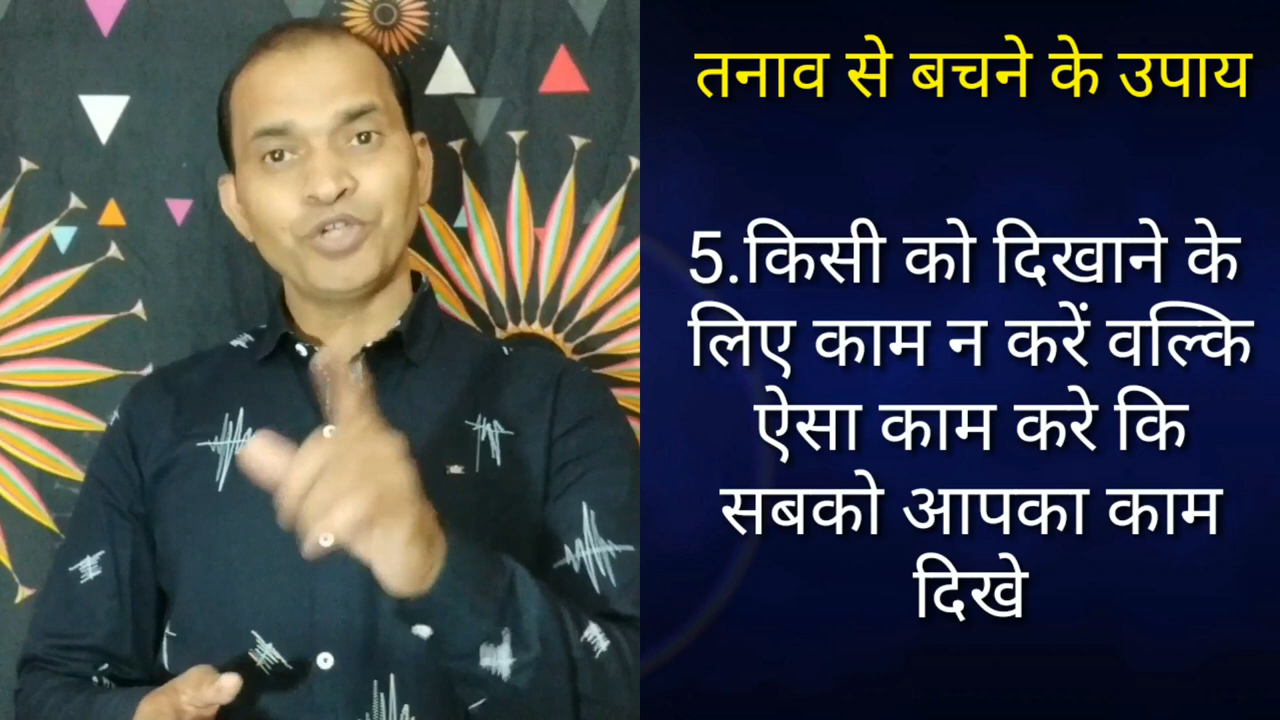 तनाव से बचने के उपाय
5.किसी को दिखाने के
लिए काम न करें वल्कि
ऐसा काम करे कि
सबको आपका काम
दिखे